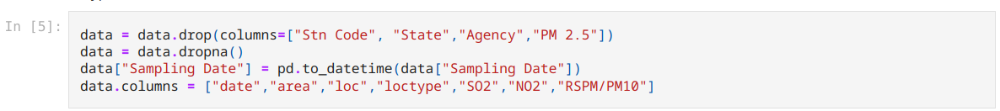 In [5]:
data = data.drop(columns=["Stn Code", "State","Agency","PM 2.5"])
data = data.dropna()
data["Sampling Date"] = pd.to_datetime(data["Sampling Date"])
data.columns = ["date","area","loc","loctype","SO2","NO2","RSPM/PM10"]